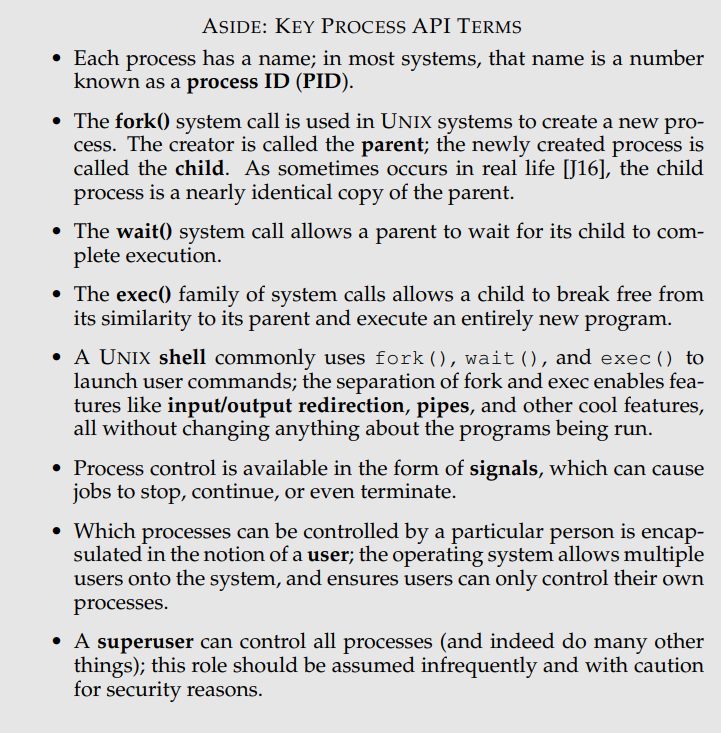 ASIDE: KEY PROCESS API TERMS
• Each process has a name; in most systems, that name is a number
known as a process ID (PID).
• The fork() system call is used in UNIX systems to create a new pro-
cess. The creator is called the parent; the newly created process is
called the child. As sometimes occurs in real life [J16], the child
process is a nearly identical copy of the parent.
• The wait() system call allows a parent to wait for its child to com-
plete execution.
• The exec() family of system calls allows a child to break free from
its similarity to its parent and execute an entirely new program.
• A UNIX shell commonly uses fork(), wait(), and exec() to
launch user commands; the separation of fork and exec enables fea-
tures like input/output redirection, pipes, and other cool features,
all without changing anything about the programs being run.
• Process control is available in the form of signals, which can cause
jobs to stop, continue, or even terminate.
• Which processes can be controlled by a particular person is encap-
sulated in the notion of a user; the operating system allows multiple
users onto the system, and ensures users can only control their own
processes.
• A superuser can control all processes (and indeed do many other
things); this role should be assumed infrequently and with caution
for security reasons.